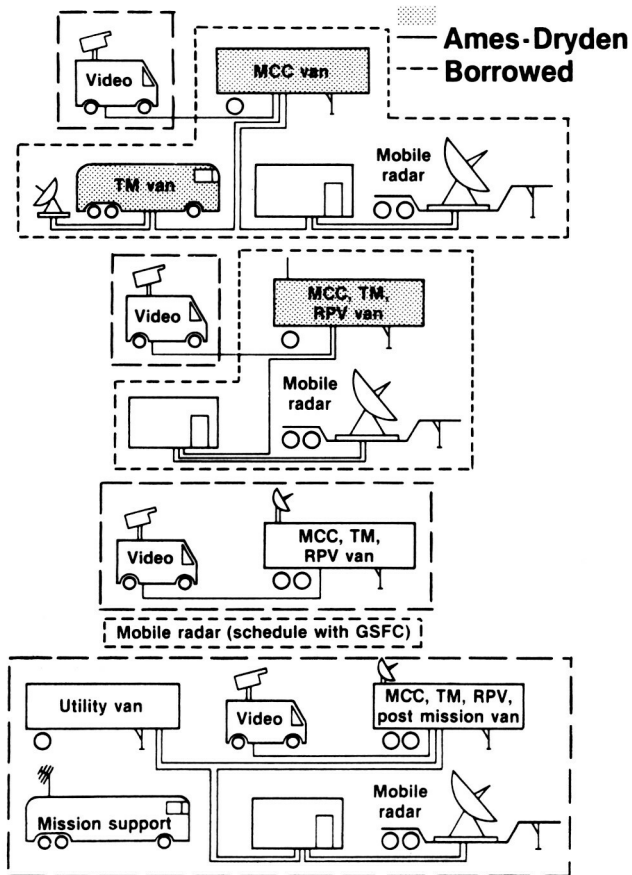 Ames-Dryden
Borrowed
Video
MCC van
TM van
Mobile
radar
Video
MCC, TM,
RPV van
Mobile
radar
Video
MCC, TM,
RPV van
Mobile radar (schedule with GSFC)
Utility van
Video
MCC, TM, RPV,
post mission van
Mission support
Mobile
radar